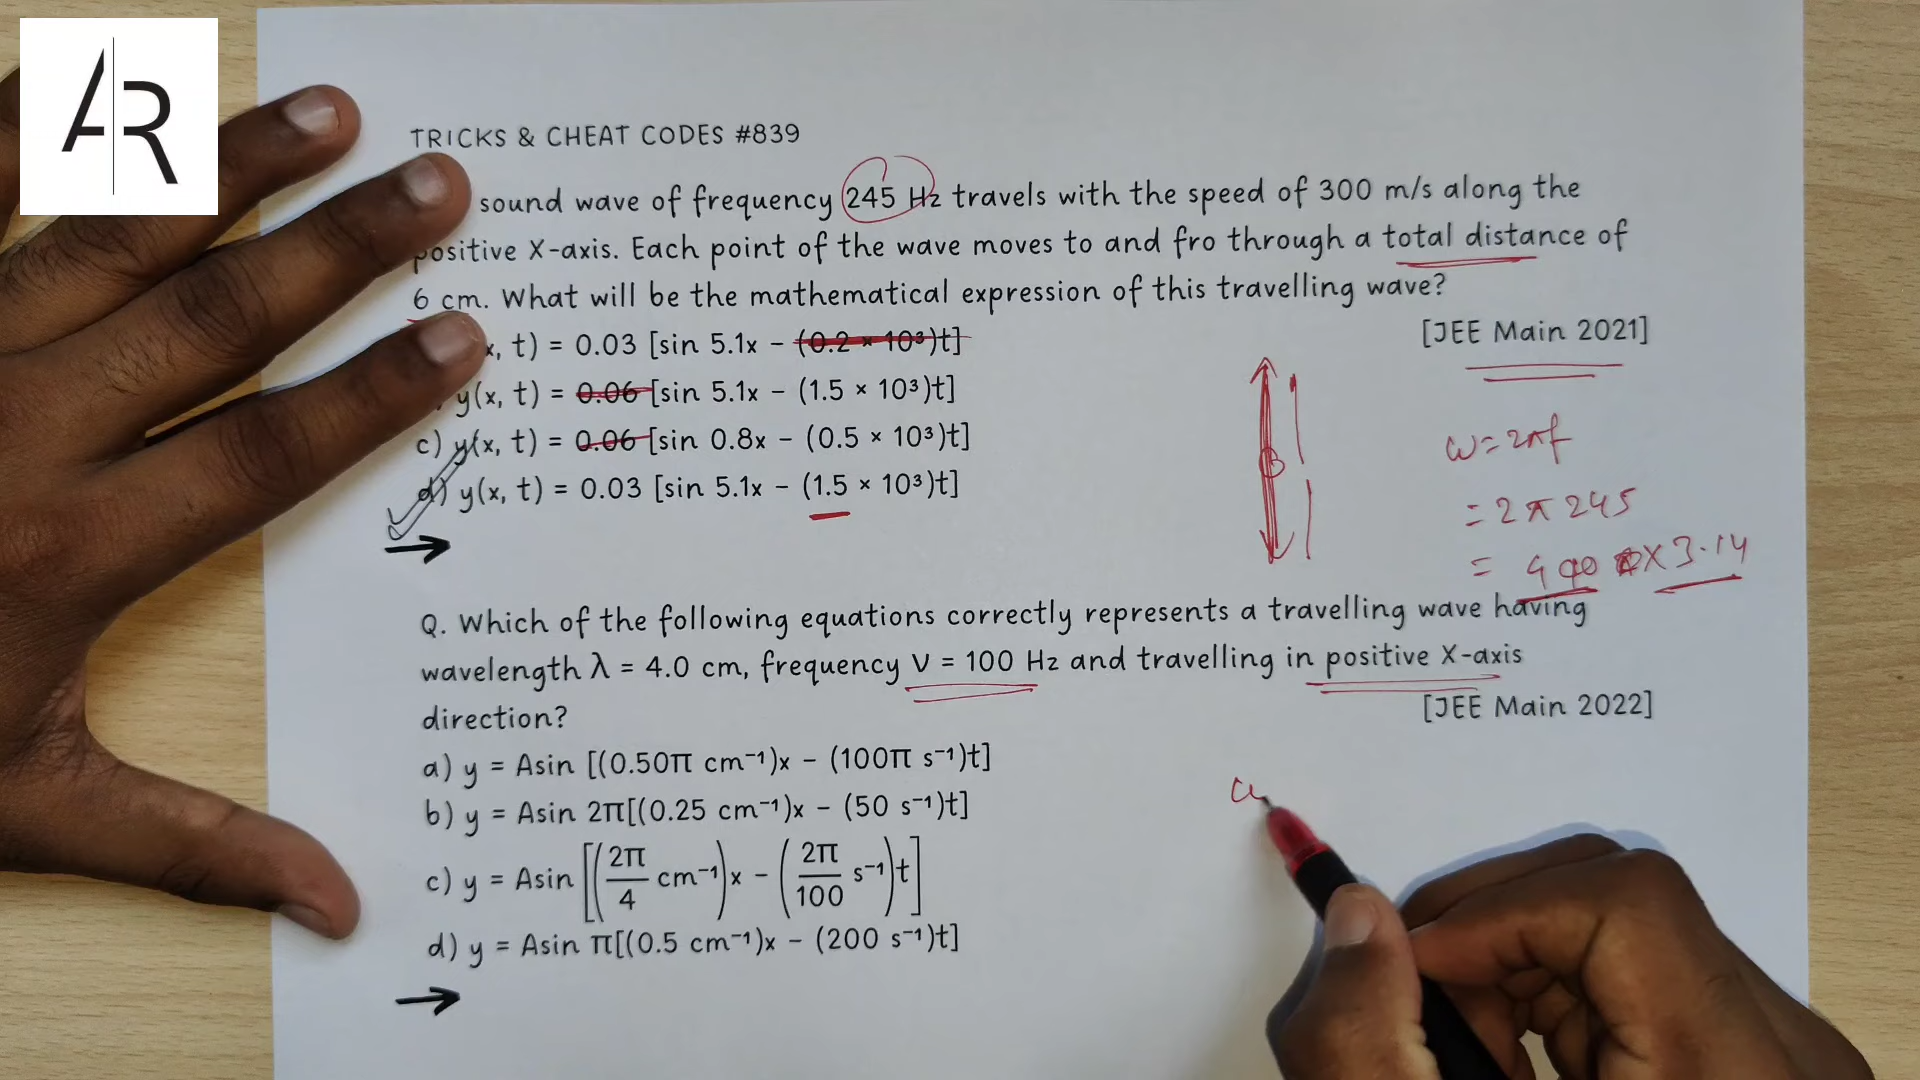 AR
TRICKS & CHEAT CODES #839
sound wave of frequency 245 Hz travels with the speed of 300 m/s along the
positive X-axis. Each point of the wave moves to and fro through a total distance of
6 cm. What will be the mathematical expression of this travelling wave?
[JEE Main 2021]
x, t) = 0.03 [sin 5.1x − (0.2 × 10³)t]
y(x, t) = 0.06 [sin 5.1x − (1.5 × 10³)t]
c) y(x, t) = 0.06 [sin 0.8x − (0.5 × 10³)t]
d) y(x, t) = 0.03 [sin 5.1x − (1.5 × 10³)t]
ω = 2πf
= 2π 245
= 490 × 3.14
Q. Which of the following equations correctly represents a travelling wave having
wavelength λ = 4.0 cm, frequency ν = 100 Hz and travelling in positive X-axis
direction?
[JEE Main 2022]
a) y = Asin [(0.50π cm⁻¹)x − (100π s⁻¹)t]
b) y = Asin 2π[(0.25 cm⁻¹)x − (50 s⁻¹)t]
c) y = Asin [(2π/4 cm⁻¹)x − (2π/100 s⁻¹)t]
d) y = Asin π[(0.5 cm⁻¹)x − (200 s⁻¹)t]